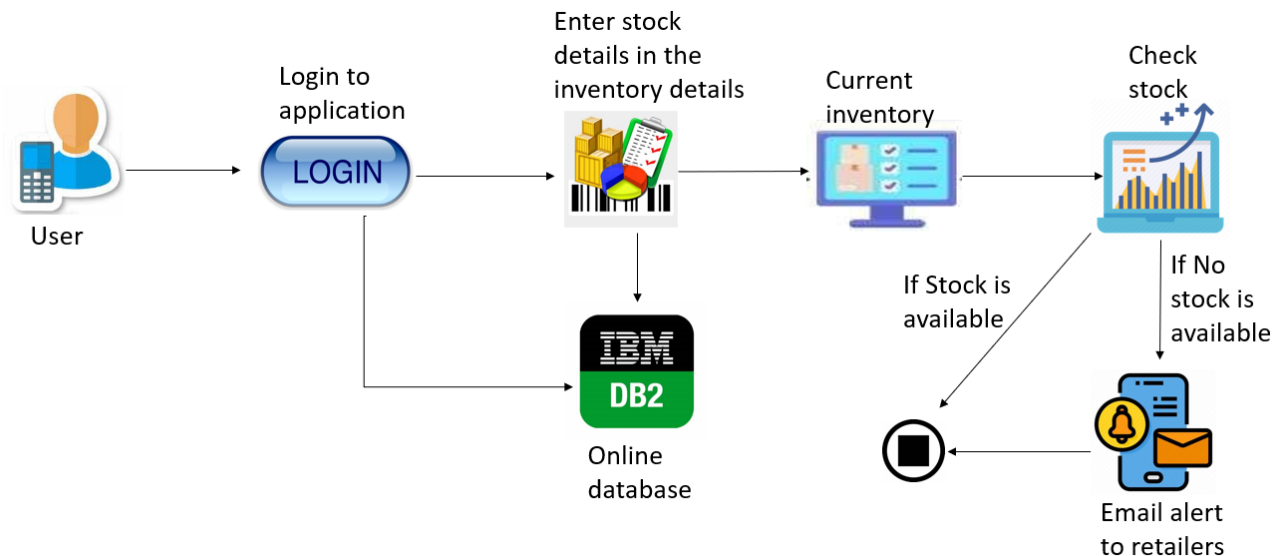 Enter stock
details in the
inventory details
Login to
application
Current
inventory
Check
stock
LOGIN
User
If Stock is
available
If No
stock is
available
IBM
DB2
Online
database
Email alert
to retailers